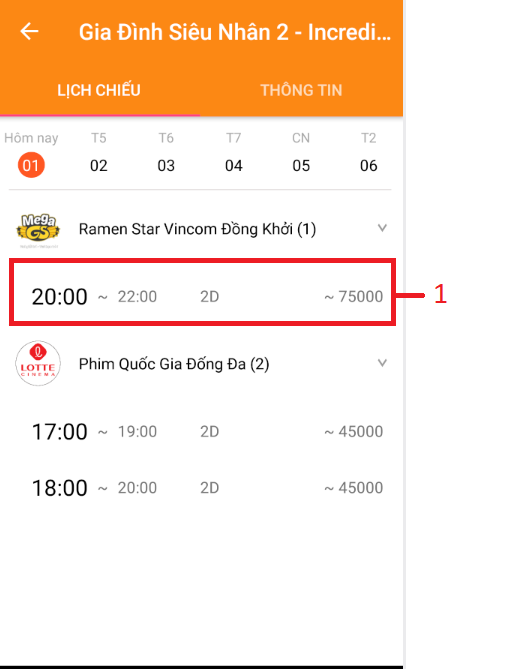 Gia Đình Siêu Nhân 2 - Incredi...
LỊCH CHIẾU THÔNG TIN
Hôm nay T5 T6 T7 CN T2
01 02 03 04 05 06
Mega GS
Ramen Star Vincom Đồng Khởi (1)
20:00 ~ 22:00 2D ~ 75000
1
LOTTE
CINEMA
Phim Quốc Gia Đống Đa (2)
17:00 ~ 19:00 2D ~ 45000
18:00 ~ 20:00 2D ~ 45000